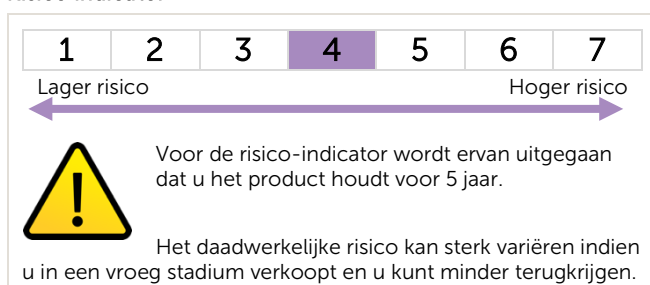 1 2 3 4 5 6 7
Lager risico Hoger risico
Voor de risico-indicator wordt ervan uitgegaan
dat u het product houdt voor 5 jaar.
Het daadwerkelijke risico kan sterk variëren indien
u in een vroeg stadium verkoopt en u kunt minder terugkrijgen.